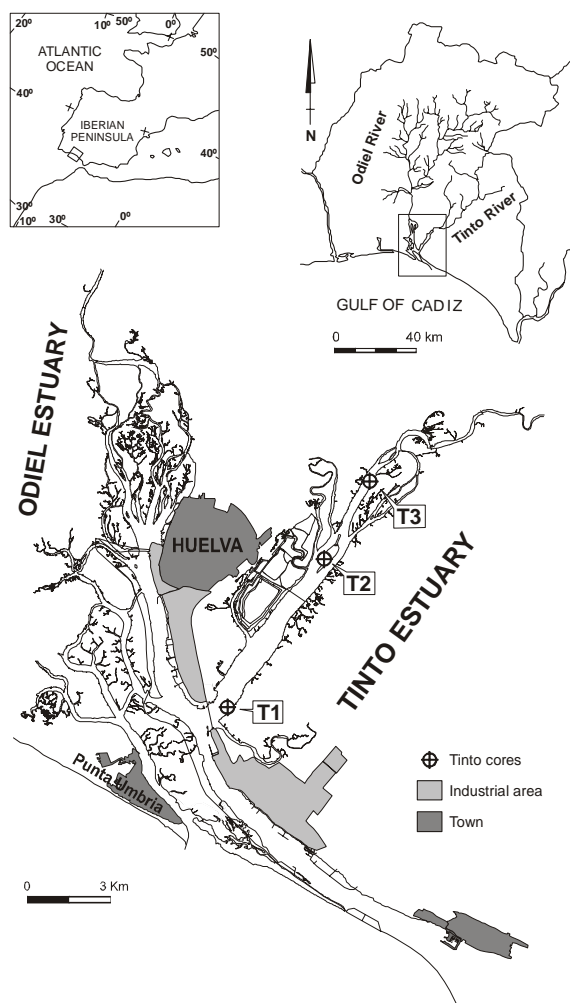 20º
10º
50º
0º
50º
ATLANTIC
OCEAN
40º
IBERIAN
PENINSULA
40º
30º
10º
30º
0º
N
Odiel River
Tinto River
GULF OF CADIZ
0 40 km
ODIEL ESTUARY
HUELVA
T3
T2
TINTO ESTUARY
T1
Punta Umbria
Tinto cores
Industrial area
Town
0 3 Km